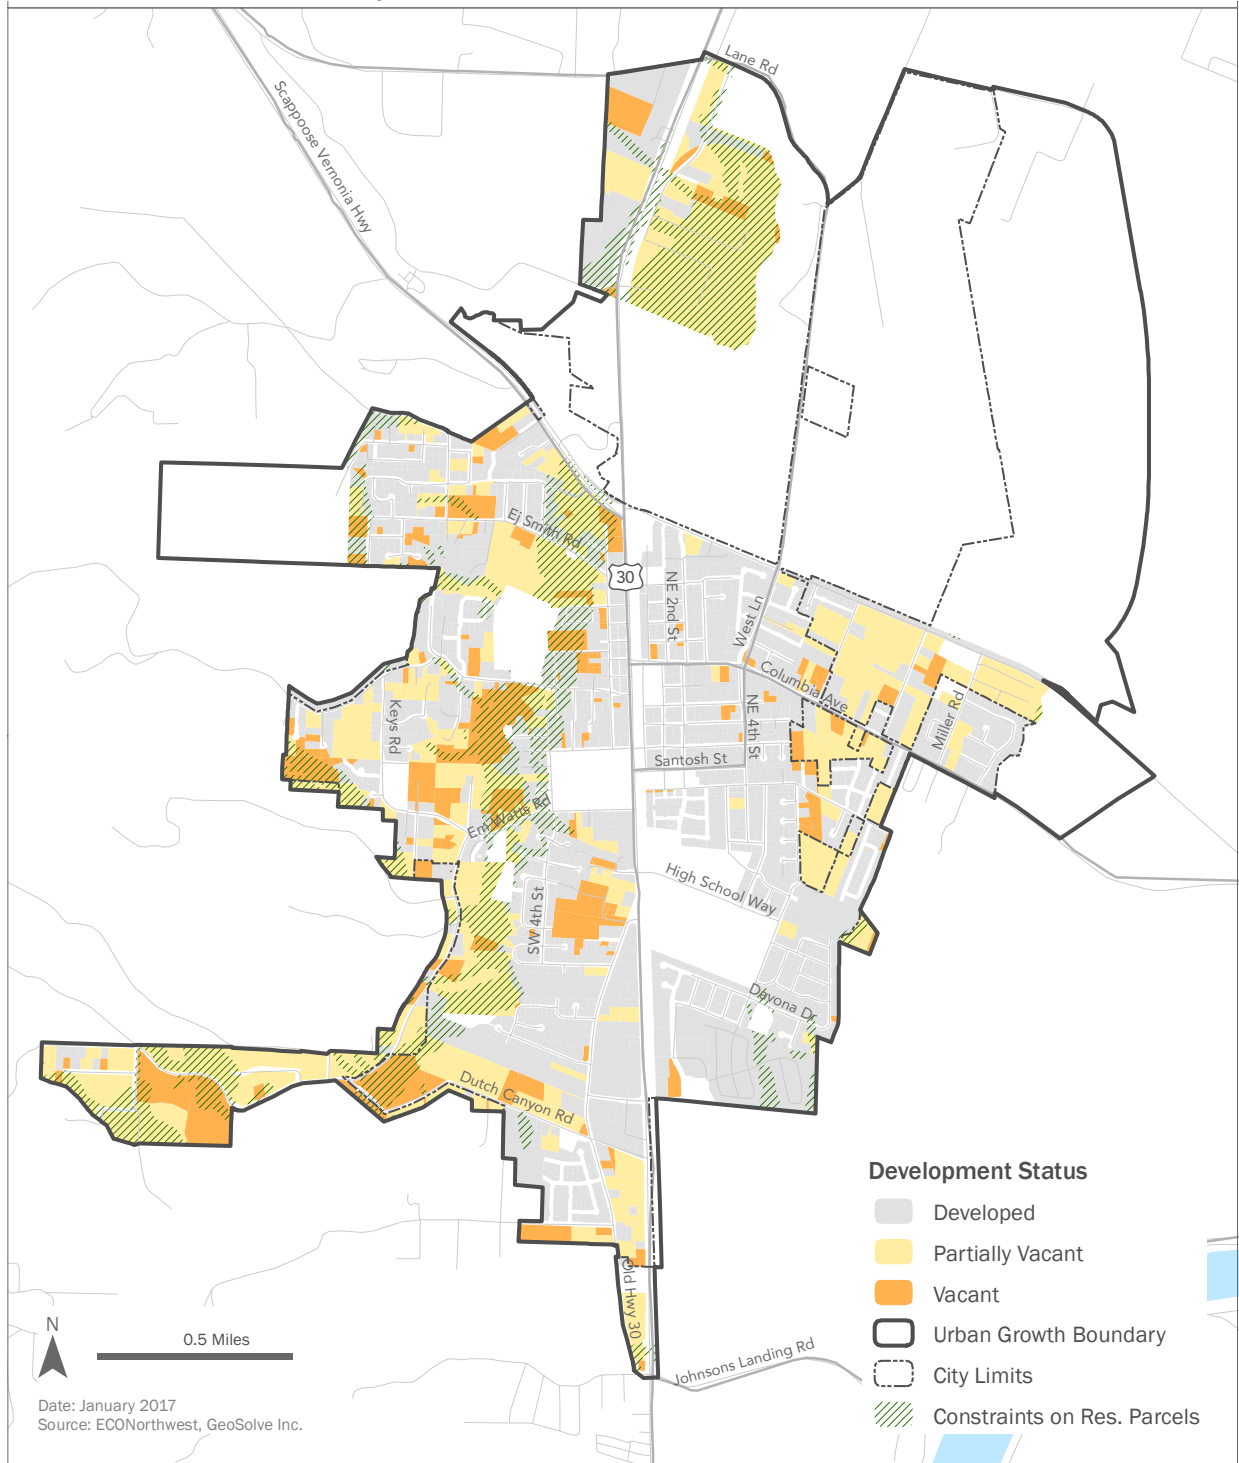 Lane Rd
Scappoose Vernonia Hwy
Ej Smith Rd
30
NE 2nd St
West Ln
Columbia Ave
Keys Rd
NE 4th St
Miller Rd
Santosh St
Em Watts Rd
High School Way
SW 4th St
Davona Dr
Dutch Canyon Rd
Old Hwy 30
Johnsons Landing Rd
Development Status
Developed
Partially Vacant
Vacant
Urban Growth Boundary
City Limits
Constraints on Res. Parcels
N
0.5 Miles
Date: January 2017
Source: ECONorthwest, GeoSolve Inc.